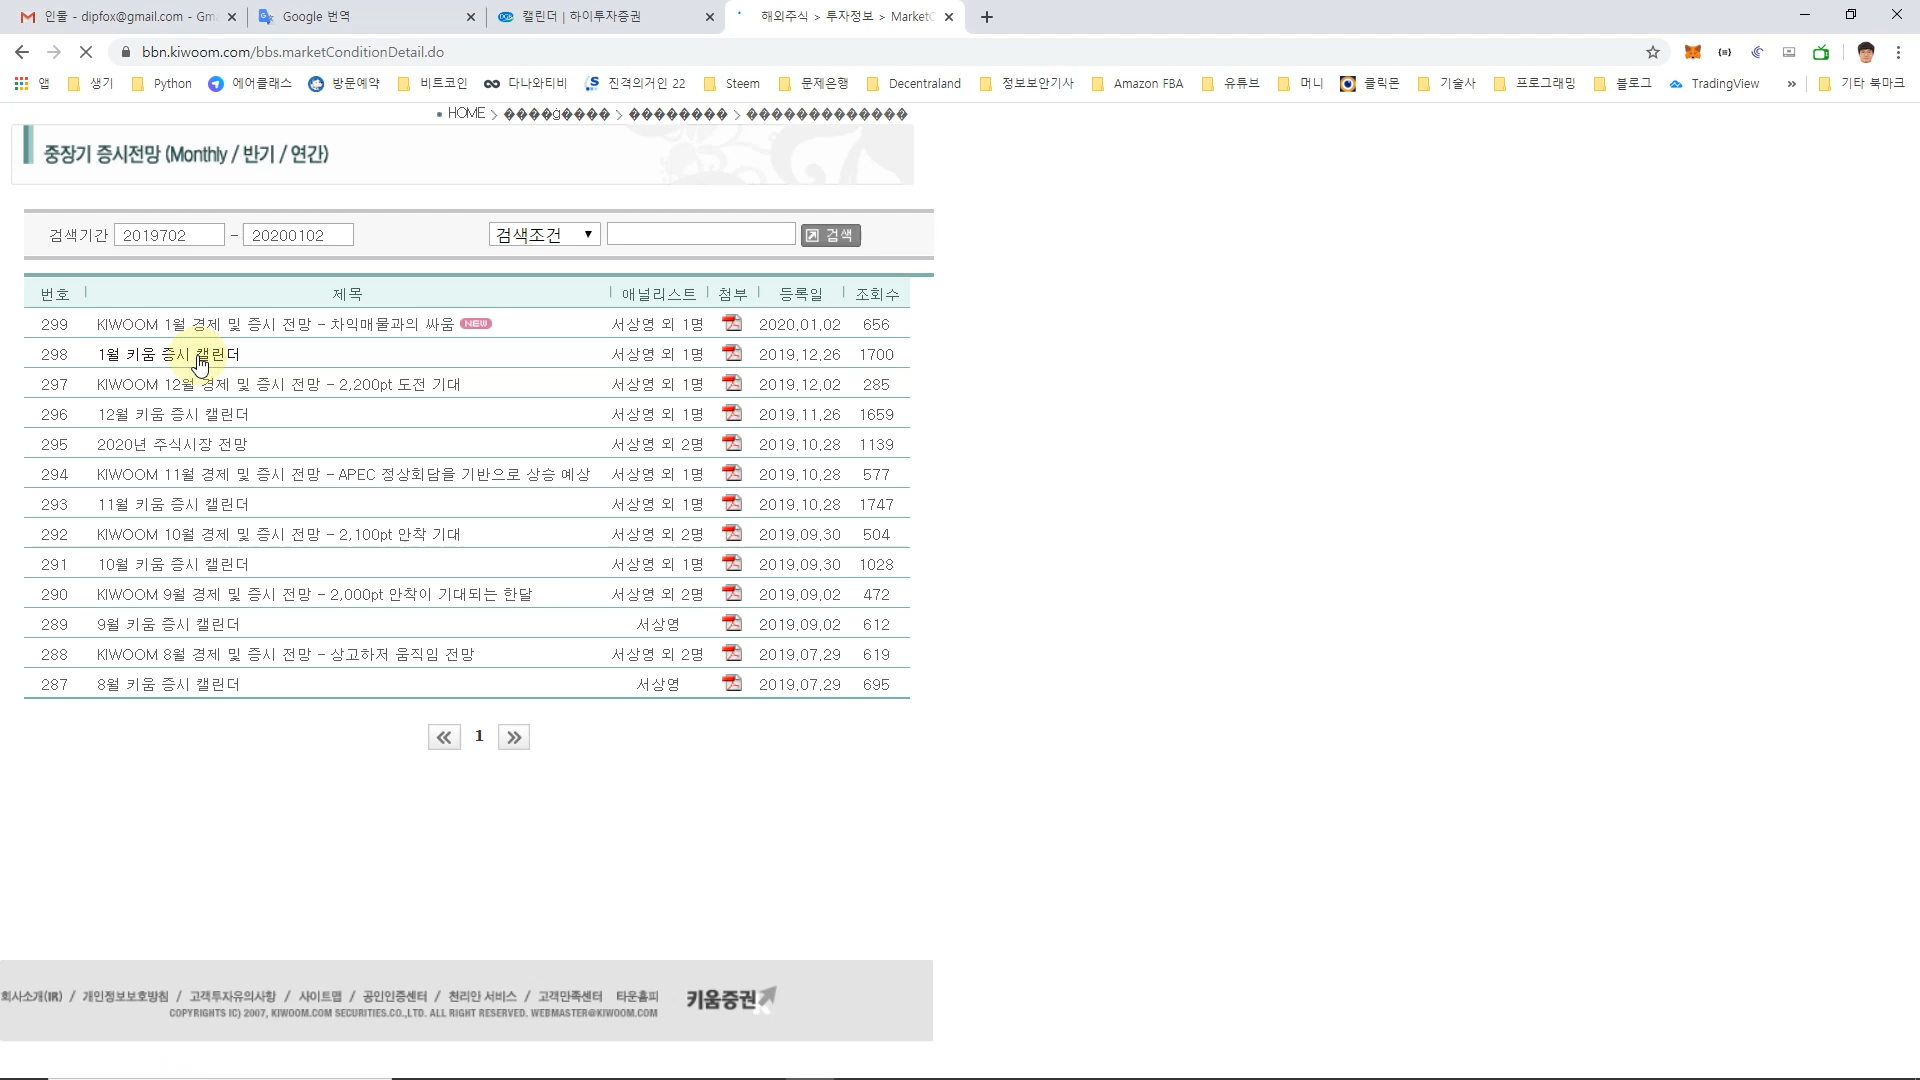 인물 - dipfox@gmail.com - Gm
Google 번역
캘린더 | 하이투자증권
해외주식 > 투자정보 > MarketC
bbn.kiwoom.com/bbs.marketConditionDetail.do
앱 생기 Python 에어클래스 방문예약 비트코인 다나와티비 진격의거인 22 Steem 문제은행 Decentraland 정보보안기사 Amazon FBA 유튜브 머니 클릭몬 기술사 프로그래밍 블로그 TradingView » 기타 북마크
HOME > ����ġ���� > ������� > ������������
중장기 증시전망 (Monthly / 반기 / 연간)
검색기간 2019702 - 20200102 검색조건 ▼ 검색
번호 제목 애널리스트 첨부 등록일 조회수
299 KIWOOM 1월 경제 및 증시 전망 - 차익매물과의 싸움 NEW 서상영 외 1명 2020.01.02 656
298 1월 키움 증시 캘린더 서상영 외 1명 2019.12.26 1700
297 KIWOOM 12월 경제 및 증시 전망 - 2,200pt 도전 기대 서상영 외 1명 2019.12.02 285
296 12월 키움 증시 캘린더 서상영 외 1명 2019.11.26 1659
295 2020년 주식시장 전망 서상영 외 2명 2019.10.28 1139
294 KIWOOM 11월 경제 및 증시 전망 - APEC 정상회담을 기반으로 상승 예상 서상영 외 1명 2019.10.28 577
293 11월 키움 증시 캘린더 서상영 외 1명 2019.10.28 1747
292 KIWOOM 10월 경제 및 증시 전망 - 2,100pt 안착 기대 서상영 외 2명 2019.09.30 504
291 10월 키움 증시 캘린더 서상영 외 1명 2019.09.30 1028
290 KIWOOM 9월 경제 및 증시 전망 - 2,000pt 안착이 기대되는 한달 서상영 외 2명 2019.09.02 472
289 9월 키움 증시 캘린더 서상영 2019.09.02 612
288 KIWOOM 8월 경제 및 증시 전망 - 상고하저 움직임 전망 서상영 외 2명 2019.07.29 619
287 8월 키움 증시 캘린더 서상영 2019.07.29 695
« 1 »
회사소개(IR) / 개인정보보호방침 / 고객투자유의사항 / 사이트맵 / 공인인증센터 / 천리안 서비스 / 고객만족센터 타운홈피 키움증권
COPYRIGHTS (C) 2007, KIWOOM.COM SECURITIES.CO.,LTD. ALL RIGHT RESERVED. WEBMASTER@KIWOOM.COM